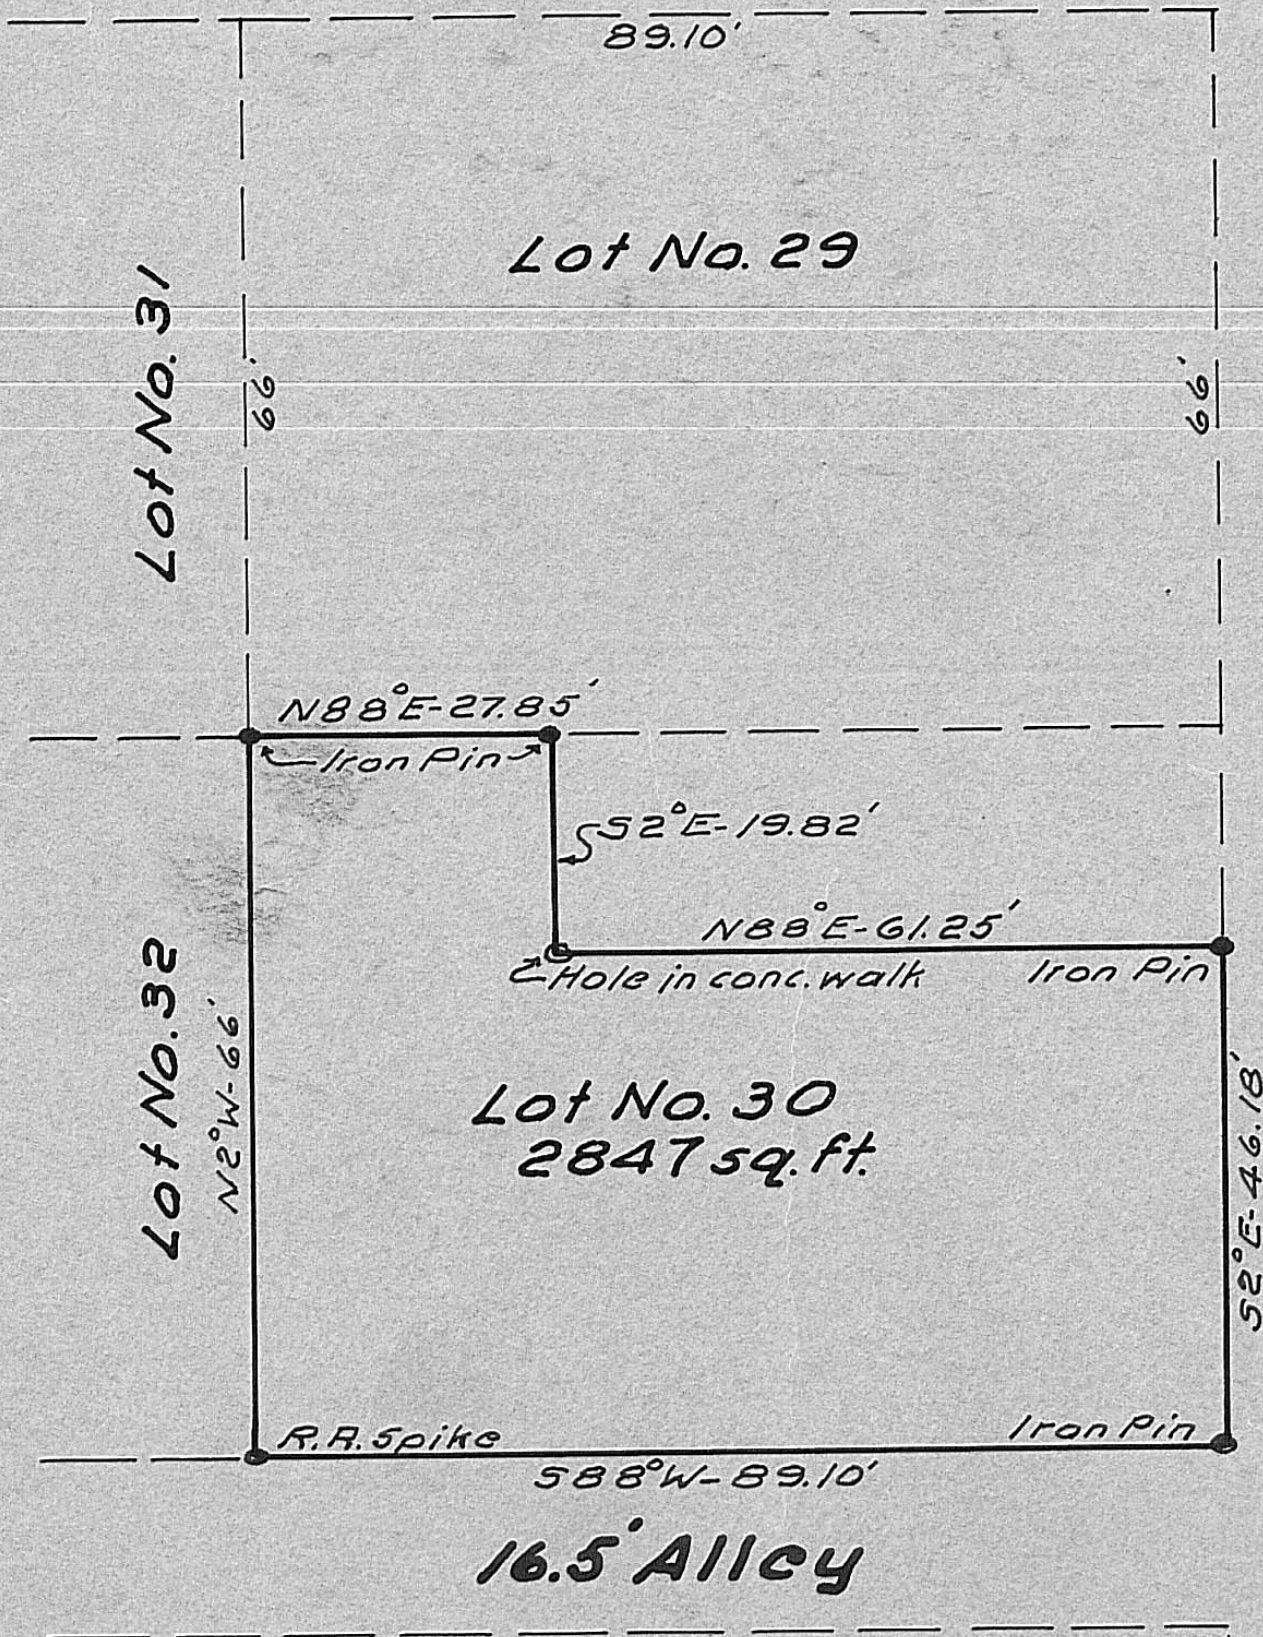 89.10'
Lot No. 29
Lot No. 31
66'
66'
N88°E-27.85'
Iron Pin
S2°E-19.82'
N88°E-61.25'
Hole in conc. walk
Iron Pin
Lot No. 32
N2°W-66'
Lot No. 30
2847 sq. ft.
S2°E-46.18'
R.R. Spike
Iron Pin
S88°W-89.10'
16.5' Alley